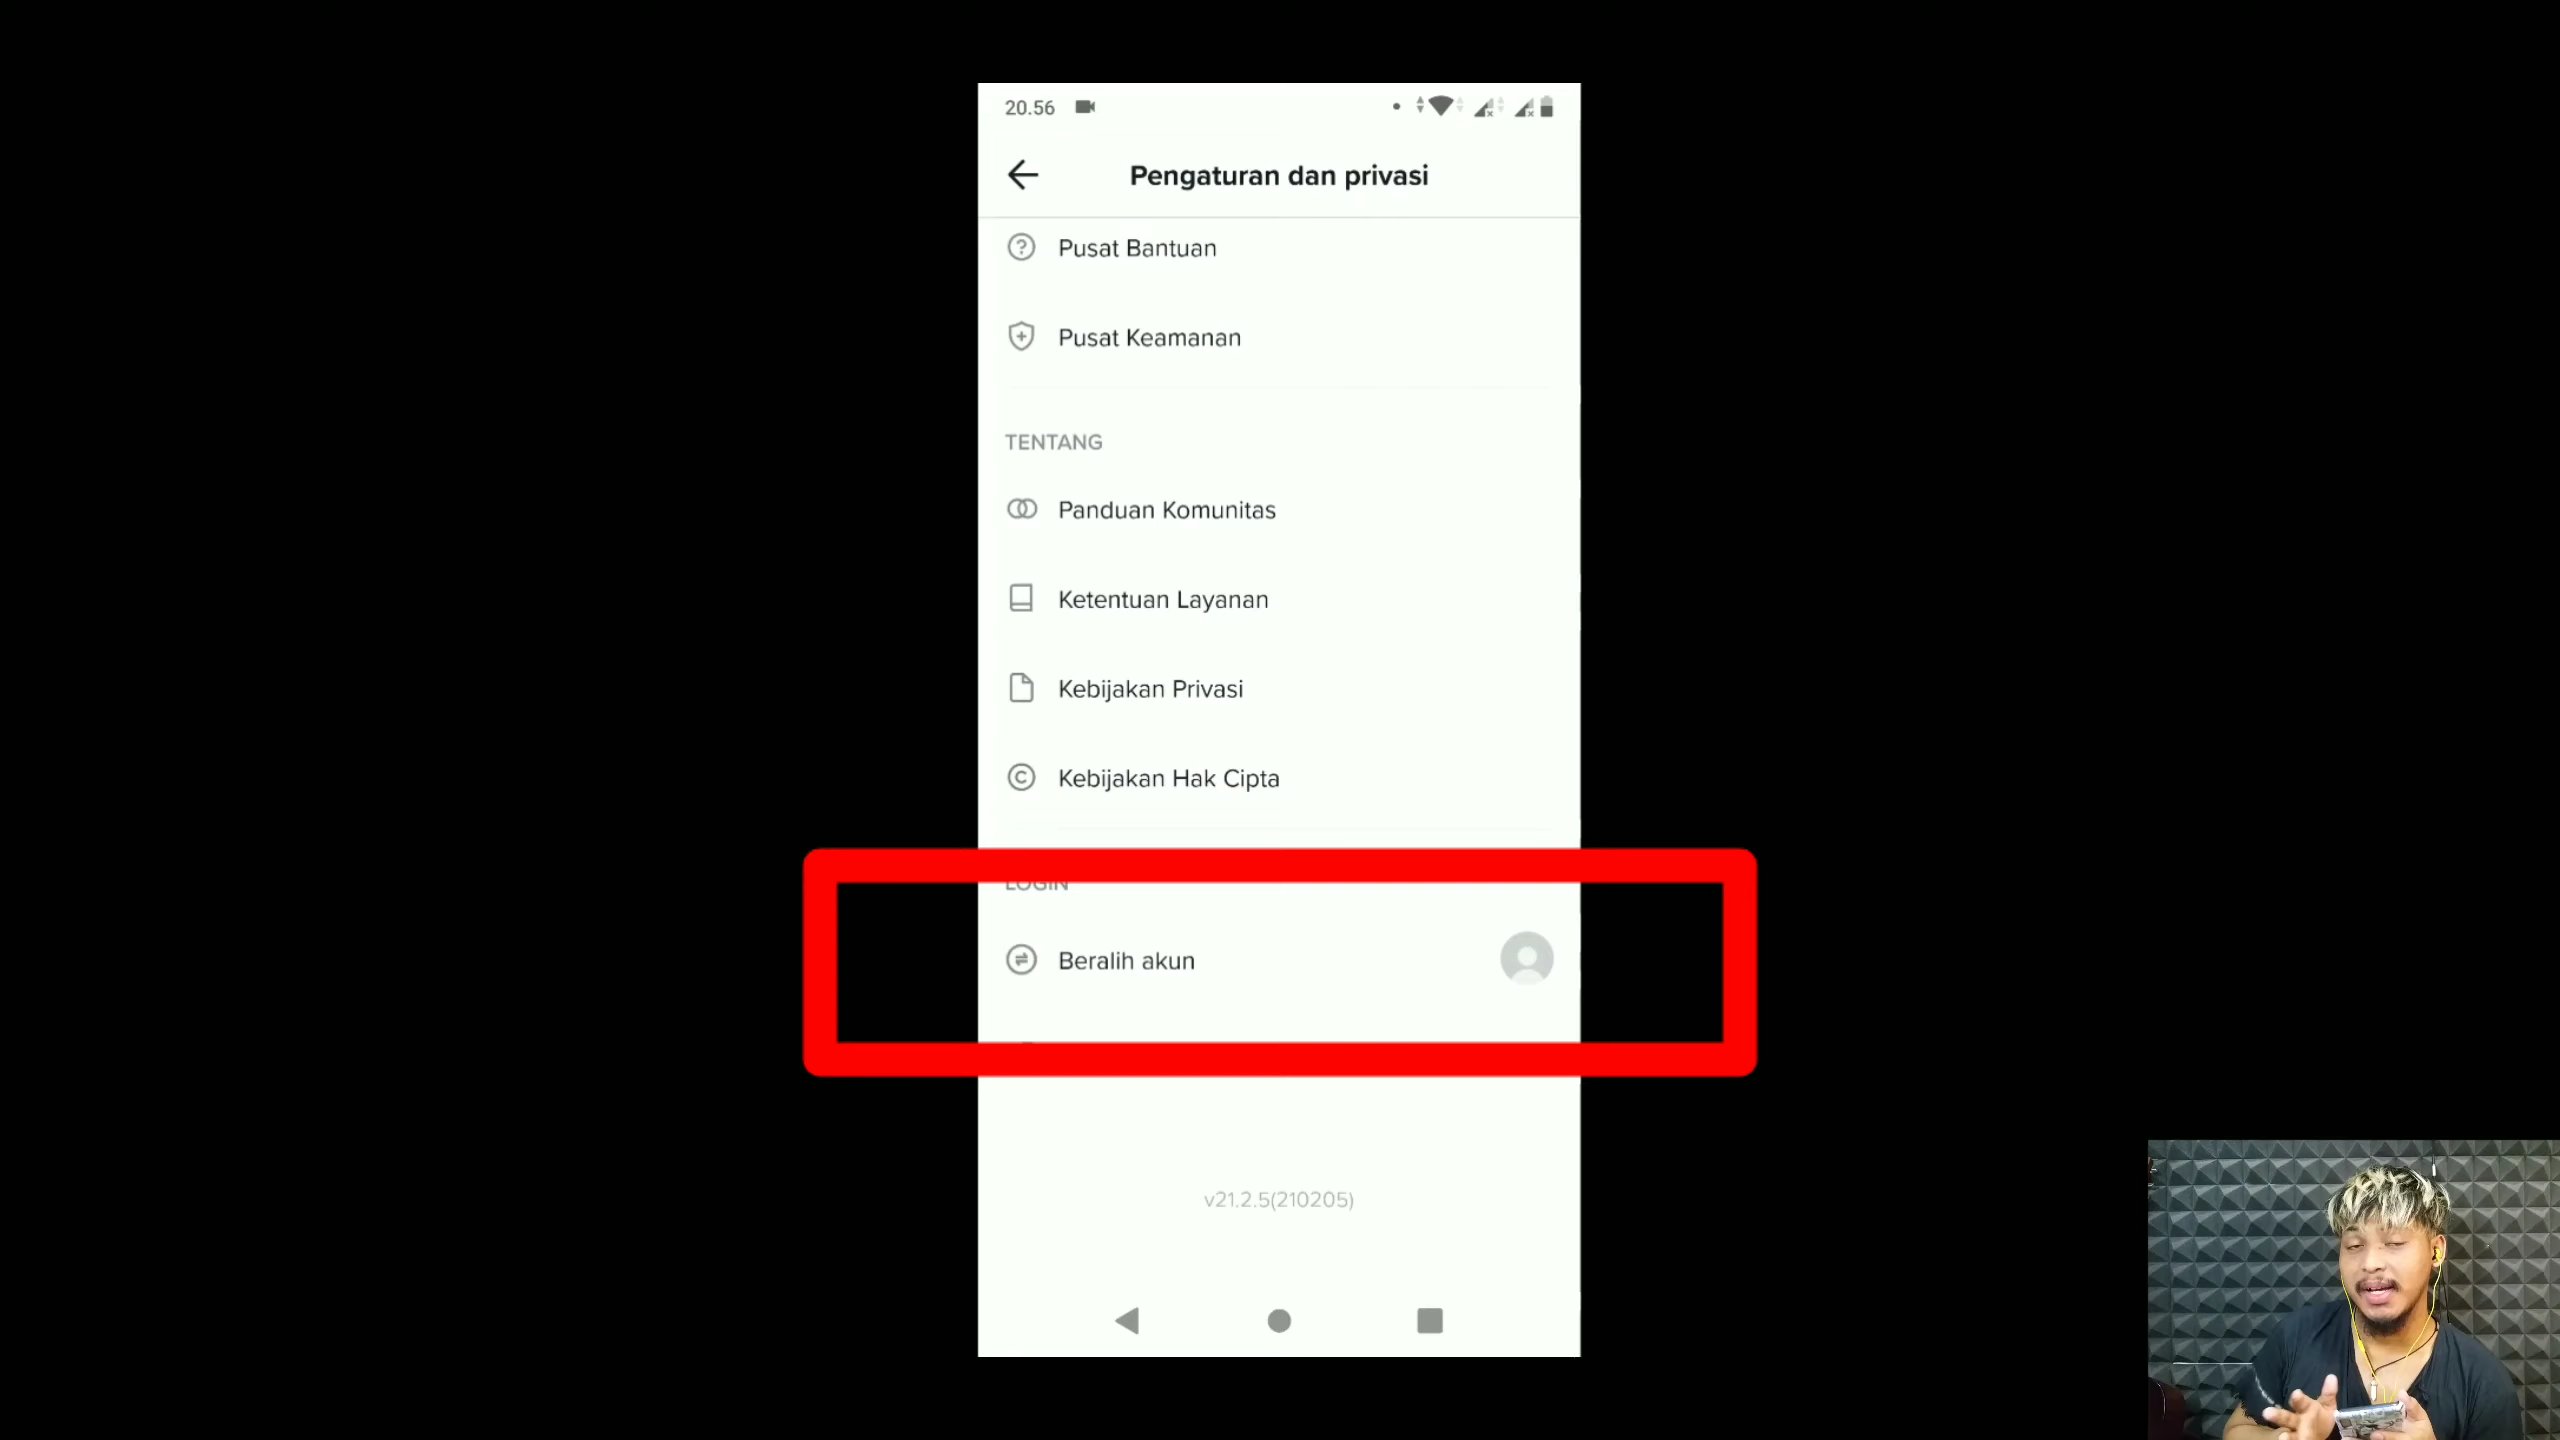 20.56
Pengaturan dan privasi
Pusat Bantuan
Pusat Keamanan
TENTANG
Panduan Komunitas
Ketentuan Layanan
Kebijakan Privasi
Kebijakan Hak Cipta
LOGIN
Beralih akun
v21.2.5(210205)